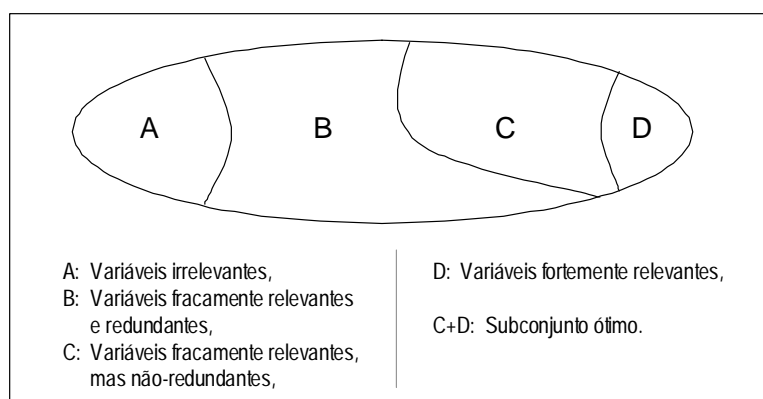 A
B
C
D
A: Variáveis irrelevantes,
B: Variáveis fracamente relevantes
e redundantes,
C: Variáveis fracamente relevantes,
mas não-redundantes,
D: Variáveis fortemente relevantes,
C+D: Subconjunto ótimo.